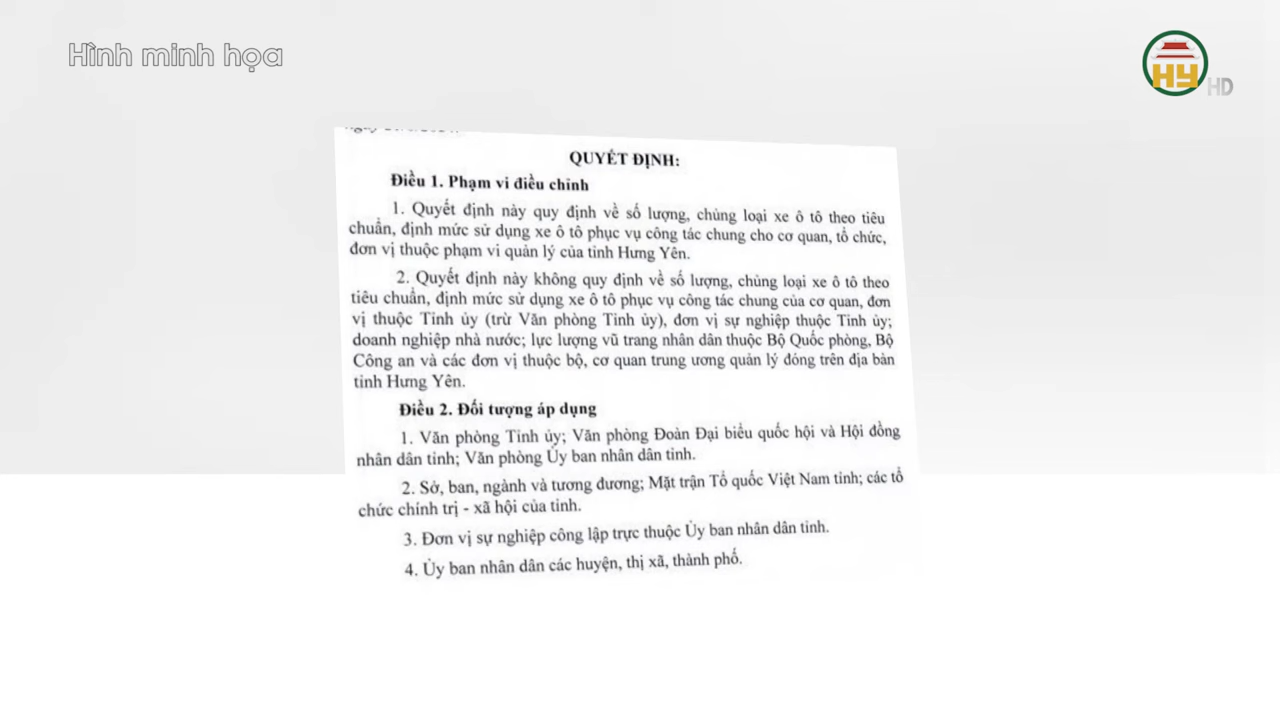 Hình minh họa
HY
HD
QUYẾT ĐỊNH:
Điều 1. Phạm vi điều chỉnh
1. Quyết định này quy định về số lượng, chủng loại xe ô tô theo tiêu
chuẩn, định mức sử dụng xe ô tô phục vụ công tác chung cho cơ quan, tổ chức,
đơn vị thuộc phạm vi quản lý của tỉnh Hưng Yên.
2. Quyết định này không quy định về số lượng, chủng loại xe ô tô theo
tiêu chuẩn, định mức sử dụng xe ô tô phục vụ công tác chung của cơ quan, đơn
vị thuộc Tỉnh ủy (trừ Văn phòng Tỉnh ủy), đơn vị sự nghiệp thuộc Tỉnh ủy;
doanh nghiệp nhà nước; lực lượng vũ trang nhân dân thuộc Bộ Quốc phòng, Bộ
Công an và các đơn vị thuộc bộ, cơ quan trung ương quản lý đóng trên địa bàn
tỉnh Hưng Yên.
Điều 2. Đối tượng áp dụng
1. Văn phòng Tỉnh ủy; Văn phòng Đoàn Đại biểu quốc hội và Hội đồng
nhân dân tỉnh; Văn phòng Ủy ban nhân dân tỉnh.
2. Sở, ban, ngành và tương đương; Mặt trận Tổ quốc Việt Nam tỉnh; các tổ
chức chính trị - xã hội của tỉnh.
3. Đơn vị sự nghiệp công lập trực thuộc Ủy ban nhân dân tỉnh.
4. Ủy ban nhân dân các huyện, thị xã, thành phố.